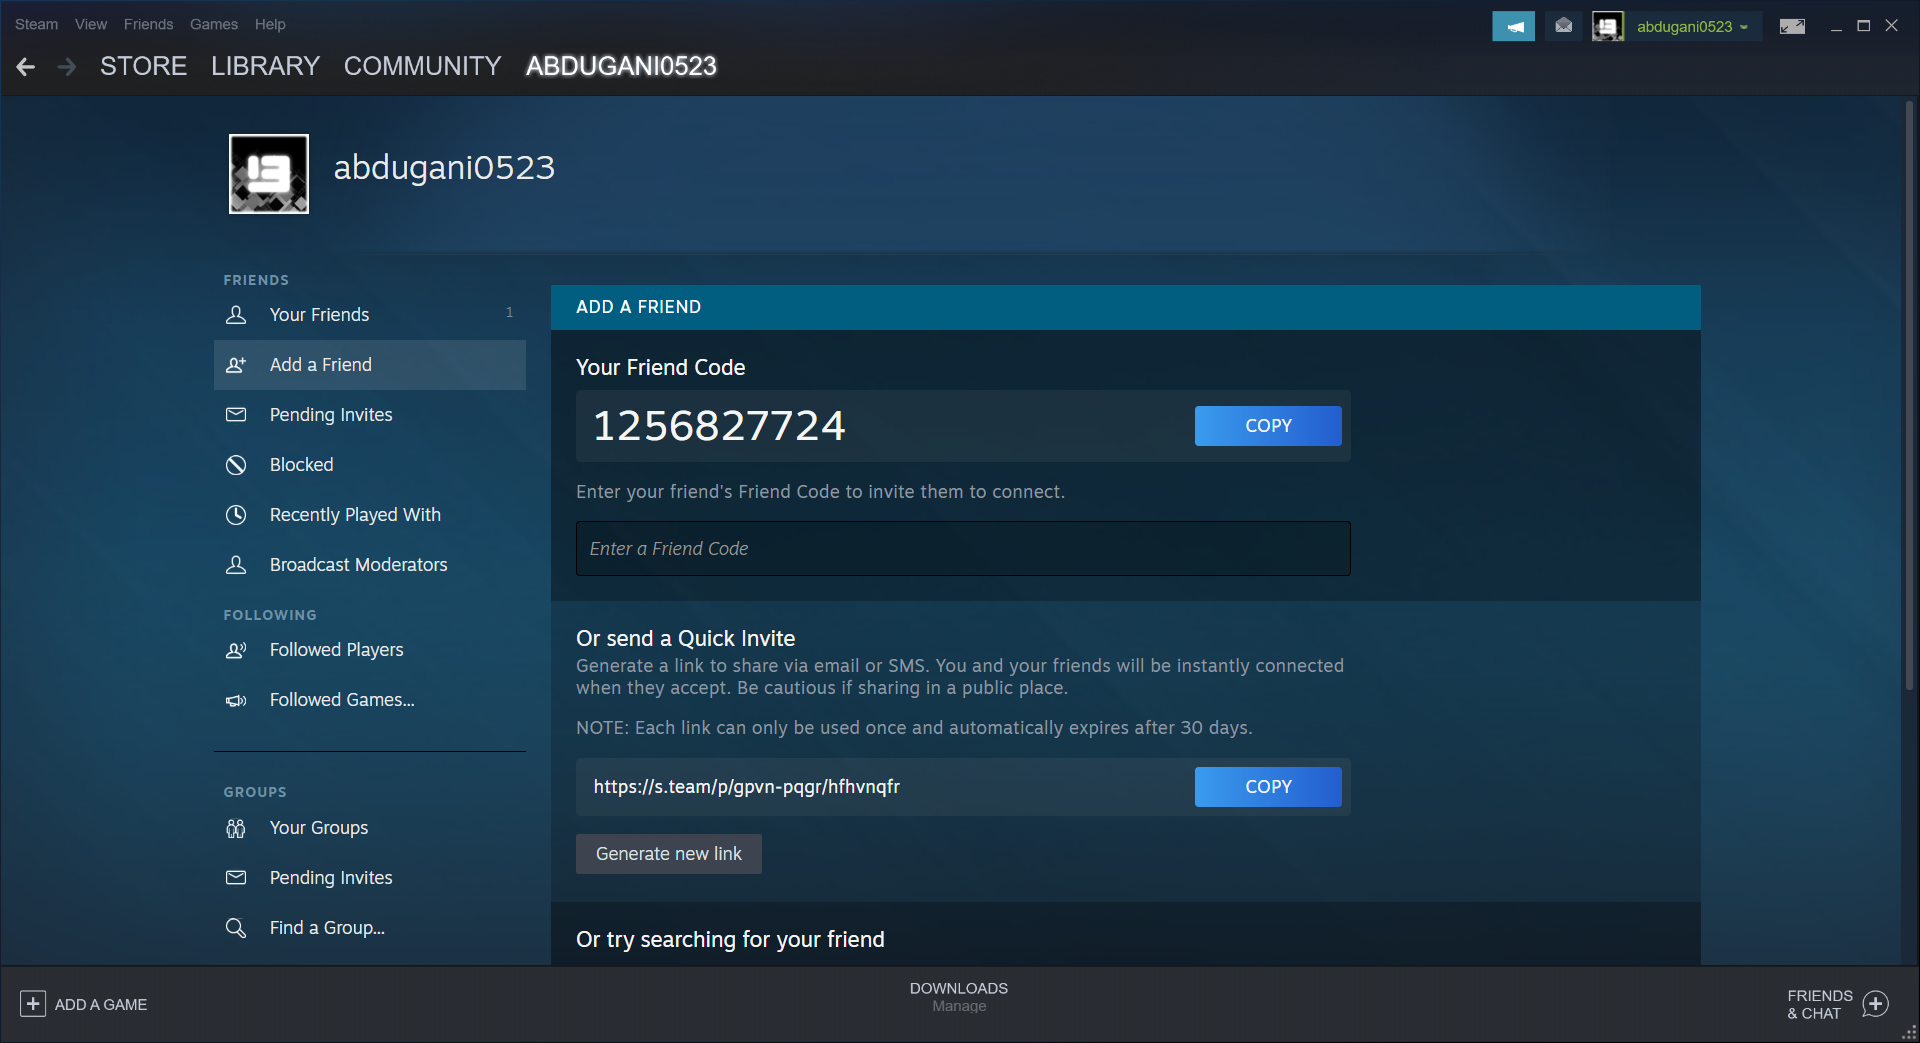 Steam View Friends Games Help
abdugani0523
STORE LIBRARY COMMUNITY ABDUGANI0523
abdugani0523
FRIENDS
Your Friends 1
Add a Friend
Pending Invites
Blocked
Recently Played With
Broadcast Moderators
FOLLOWING
Followed Players
Followed Games...
GROUPS
Your Groups
Pending Invites
Find a Group...
ADD A FRIEND
Your Friend Code
1256827724 COPY
Enter your friend's Friend Code to invite them to connect.
Enter a Friend Code
Or send a Quick Invite
Generate a link to share via email or SMS. You and your friends will be instantly connected
when they accept. Be cautious if sharing in a public place.
NOTE: Each link can only be used once and automatically expires after 30 days.
https://s.team/p/gpvn-pqgr/hfhvnqfr COPY
Generate new link
Or try searching for your friend
ADD A GAME
DOWNLOADS
Manage
FRIENDS
& CHAT